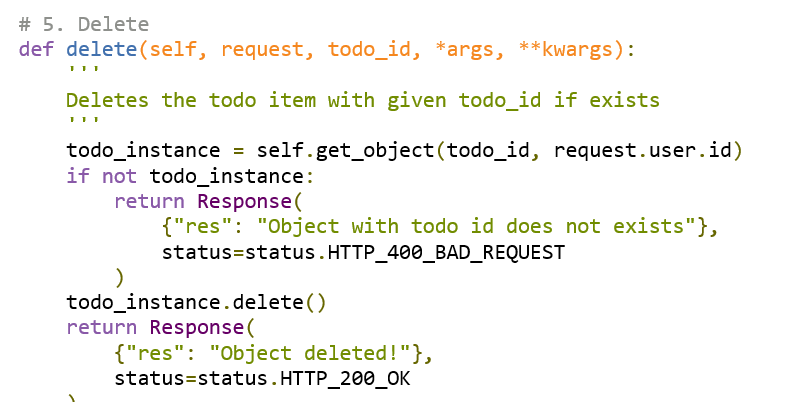 # 5. Delete
def delete(self, request, todo_id, *args, **kwargs):
    '''
    Deletes the todo item with given todo_id if exists
    '''
    todo_instance = self.get_object(todo_id, request.user.id)
    if not todo_instance:
        return Response(
            {"res": "Object with todo id does not exists"},
            status=status.HTTP_400_BAD_REQUEST
        )
    todo_instance.delete()
    return Response(
        {"res": "Object deleted!"},
        status=status.HTTP_200_OK
    )